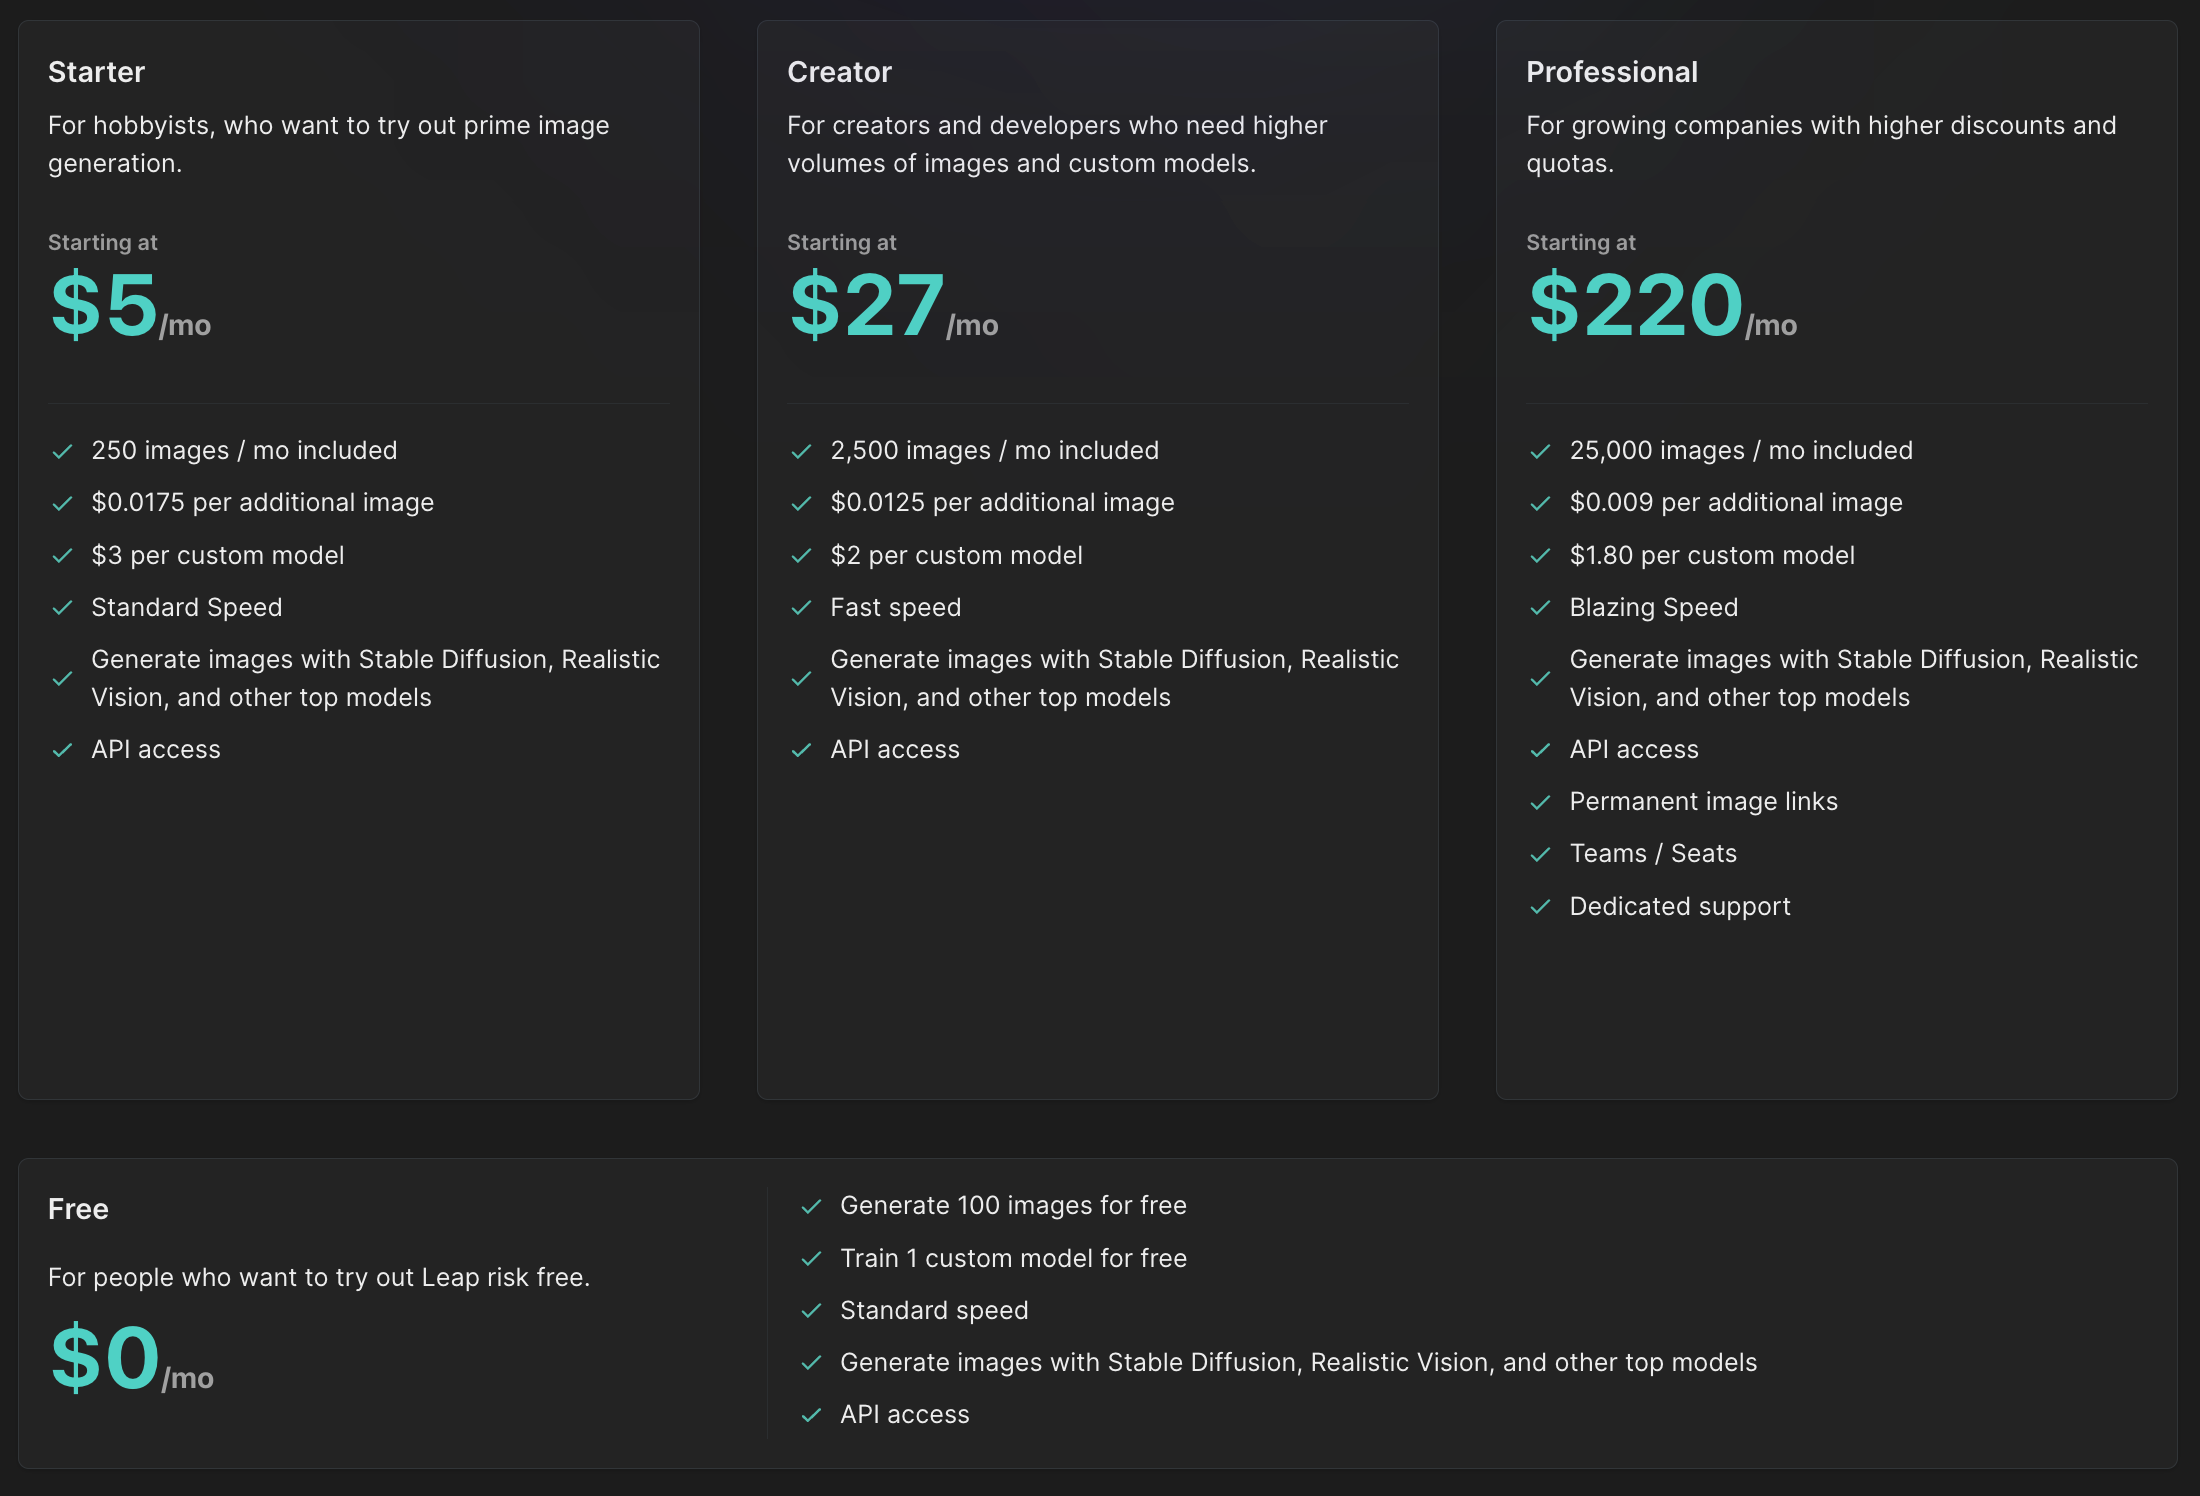 Starter
For hobbyists, who want to try out prime image
generation.
Starting at
$5/mo
250 images / mo included
$0.0175 per additional image
$3 per custom model
Standard Speed
Generate images with Stable Diffusion, Realistic
Vision, and other top models
API access
Creator
For creators and developers who need higher
volumes of images and custom models.
Starting at
$27/mo
2,500 images / mo included
$0.0125 per additional image
$2 per custom model
Fast speed
Generate images with Stable Diffusion, Realistic
Vision, and other top models
API access
Professional
For growing companies with higher discounts and
quotas.
Starting at
$220/mo
25,000 images / mo included
$0.009 per additional image
$1.80 per custom model
Blazing Speed
Generate images with Stable Diffusion, Realistic
Vision, and other top models
API access
Permanent image links
Teams / Seats
Dedicated support
Free
For people who want to try out Leap risk free.
$0/mo
Generate 100 images for free
Train 1 custom model for free
Standard speed
Generate images with Stable Diffusion, Realistic Vision, and other top models
API access